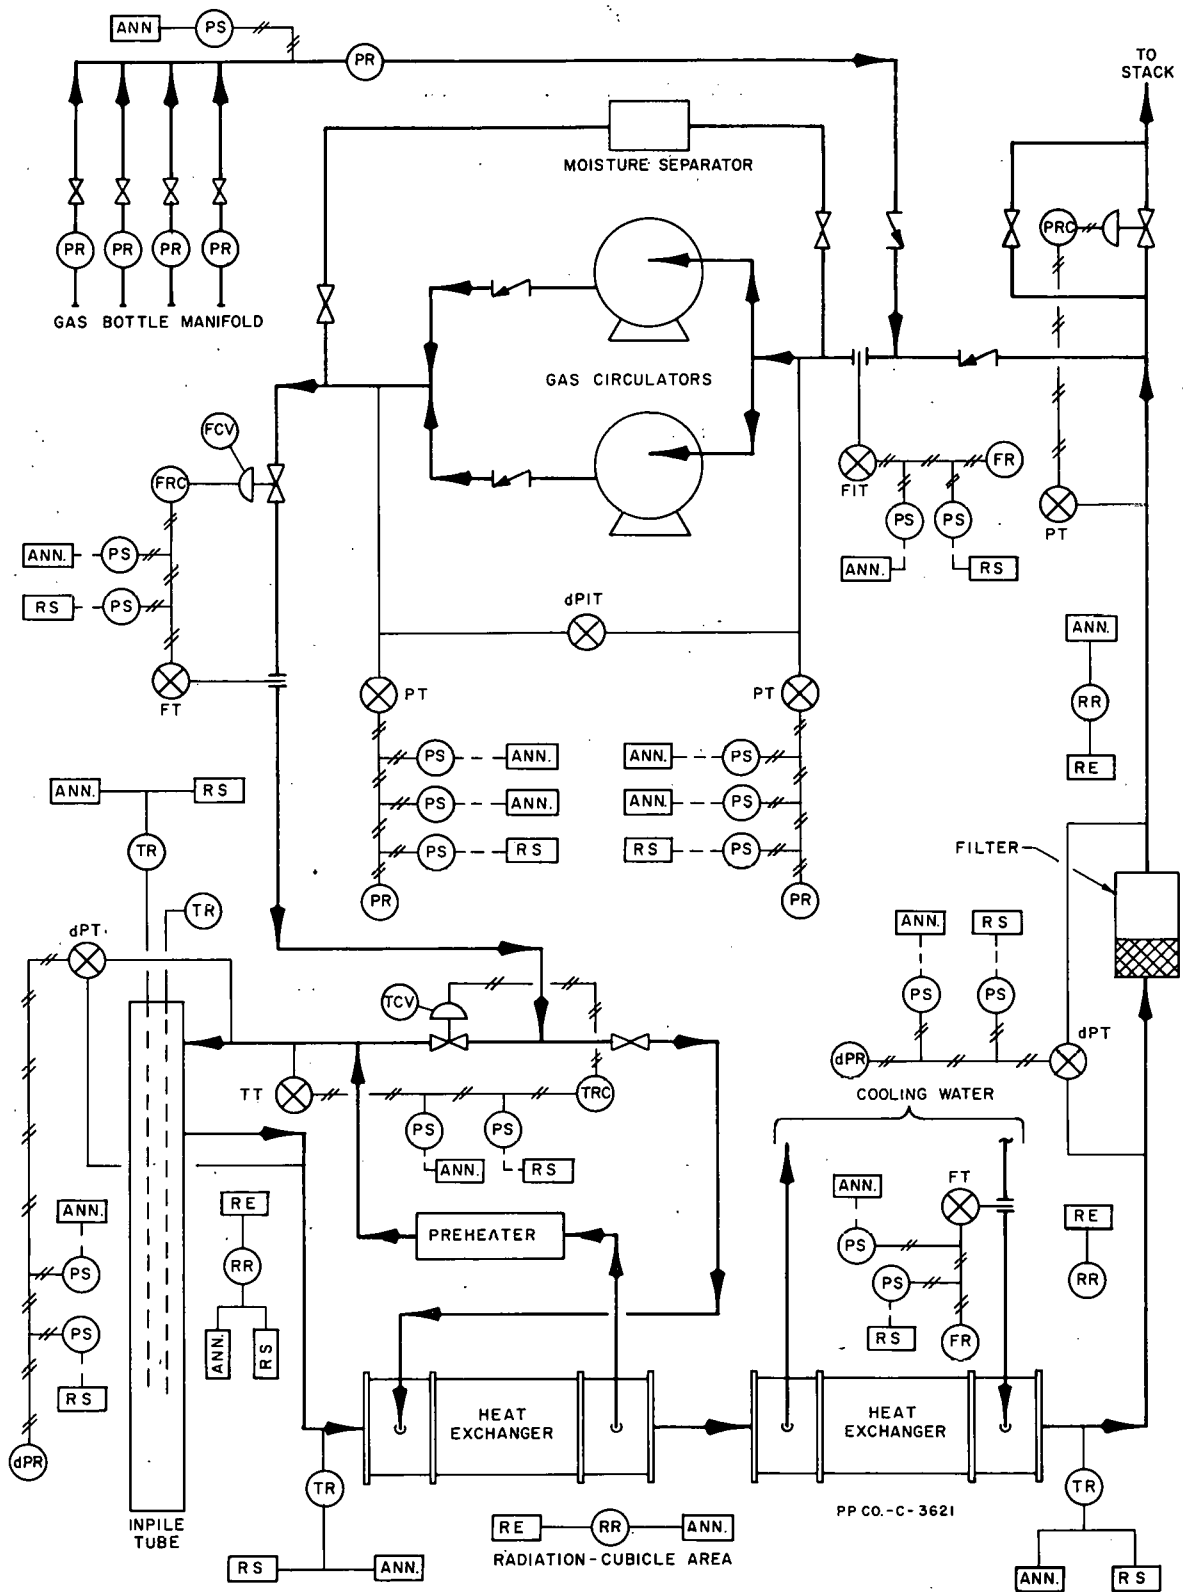 ANN
PS
PR
TO
STACK
MOISTURE SEPARATOR
PR
PR
PR
PR
PRC
GAS BOTTLE MANIFOLD
GAS CIRCULATORS
FCV
FRC
FR
FIT
PS
PS
PT
ANN.
PS
ANN.
RS
RS
PS
dPIT
ANN.
FT
PT
PT
RR
ANN.
PS
ANN.
ANN.
PS
RE
ANN.
RS
PS
ANN.
ANN.
PS
TR
PS
RS
RS
PS
FILTER
PR
PR
TR
ANN.
RS
dPT
TCV
PS
PS
dPT
dPR
TT
TRC
COOLING WATER
PS
PS
ANN.
RS
ANN.
FT
RE
ANN.
RE
PREHEATER
PS
PS
RR
PS
RR
PS
ANN.
RS
RS
FR
RS
HEAT
EXCHANGER
HEAT
EXCHANGER
dPR
TR
TR
INPILE
TUBE
PP CO.-C-3621
RE
RR
ANN.
RADIATION-CUBICLE AREA
RS
ANN.
ANN.
RS